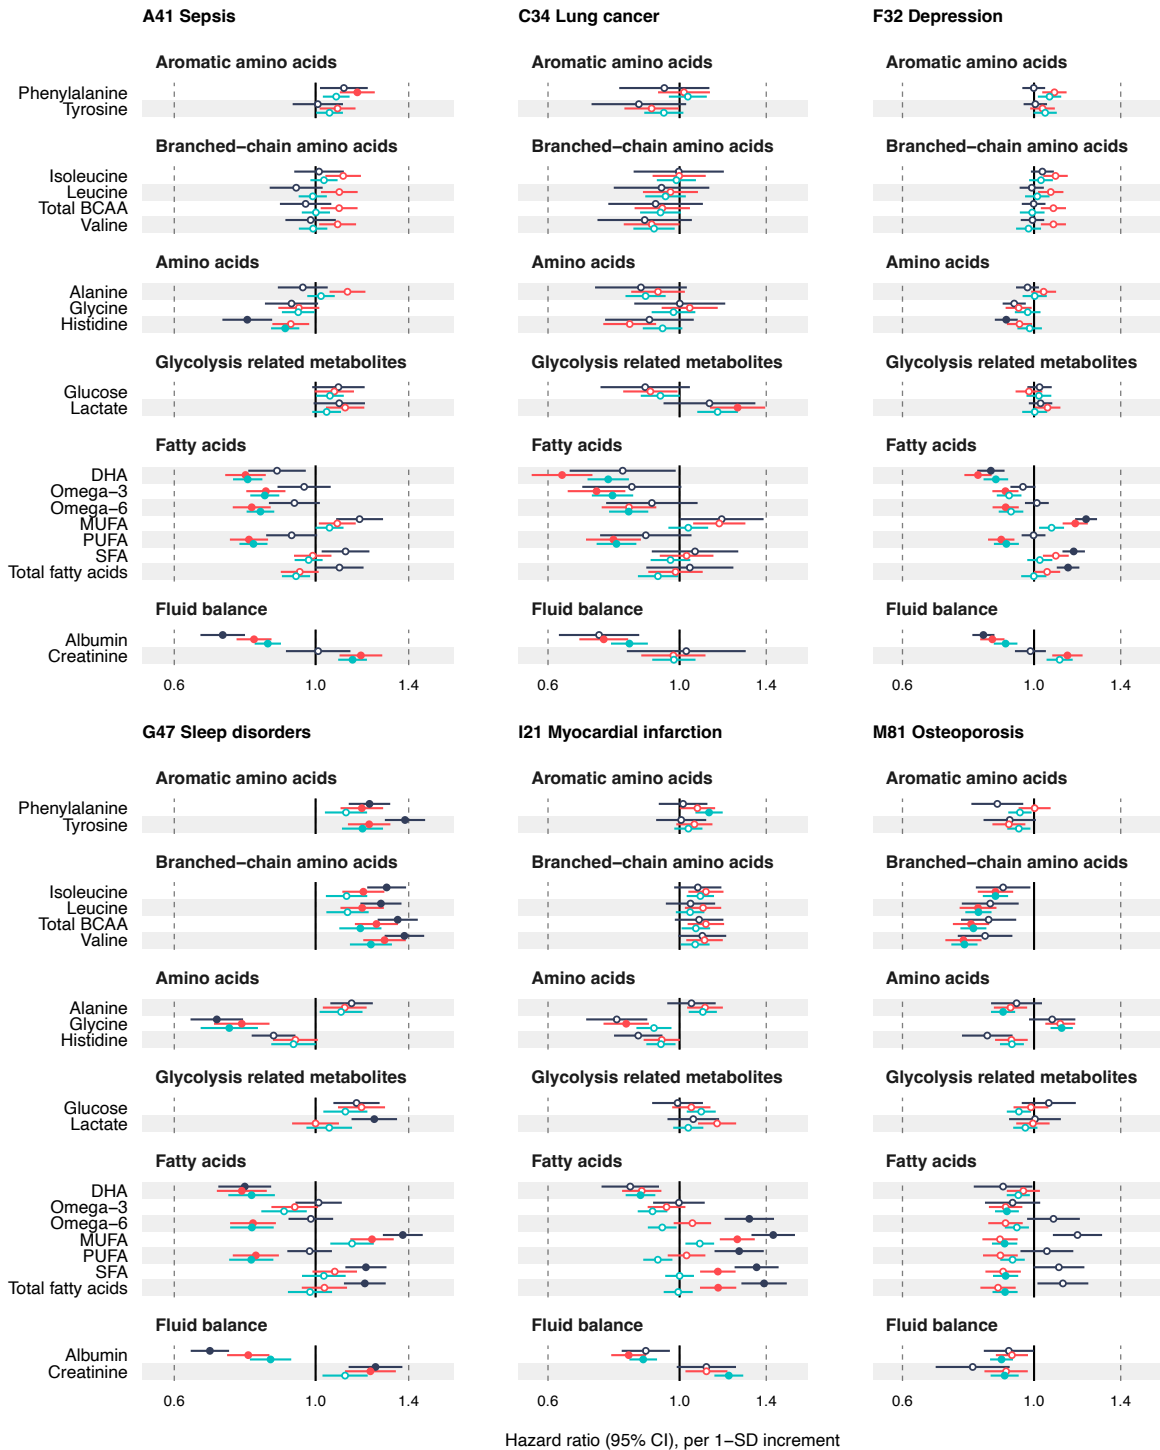 A41 Sepsis
C34 Lung cancer
F32 Depression
Aromatic amino acids
Aromatic amino acids
Aromatic amino acids
Phenylalanine
Tyrosine
Branched−chain amino acids
Branched−chain amino acids
Branched−chain amino acids
Isoleucine
Leucine
Total BCAA
Valine
Amino acids
Amino acids
Amino acids
Alanine
Glycine
Histidine
Glycolysis related metabolites
Glycolysis related metabolites
Glycolysis related metabolites
Glucose
Lactate
Fatty acids
Fatty acids
Fatty acids
DHA
Omega−3
Omega−6
MUFA
PUFA
SFA
Total fatty acids
Fluid balance
Fluid balance
Fluid balance
Albumin
Creatinine
0.6 1.0 1.4
0.6 1.0 1.4
0.6 1.0 1.4
G47 Sleep disorders
I21 Myocardial infarction
M81 Osteoporosis
Aromatic amino acids
Aromatic amino acids
Aromatic amino acids
Phenylalanine
Tyrosine
Branched−chain amino acids
Branched−chain amino acids
Branched−chain amino acids
Isoleucine
Leucine
Total BCAA
Valine
Amino acids
Amino acids
Amino acids
Alanine
Glycine
Histidine
Glycolysis related metabolites
Glycolysis related metabolites
Glycolysis related metabolites
Glucose
Lactate
Fatty acids
Fatty acids
Fatty acids
DHA
Omega−3
Omega−6
MUFA
PUFA
SFA
Total fatty acids
Fluid balance
Fluid balance
Fluid balance
Albumin
Creatinine
0.6 1.0 1.4
0.6 1.0 1.4
0.6 1.0 1.4
Hazard ratio (95% CI), per 1−SD increment